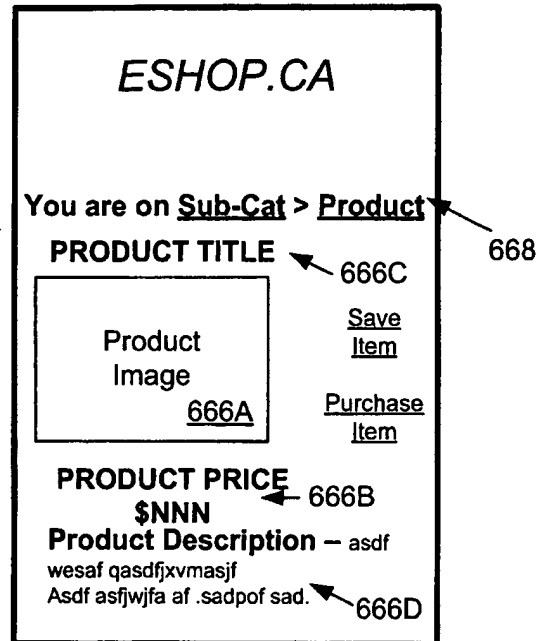 ESHOP.CA
You are on Sub-Cat > Product
668
PRODUCT TITLE
666C
Product
Image
666A
Save
Item
Purchase
Item
PRODUCT PRICE
$NNN
666B
Product Description – asdf
wesaf qasdfjxvmasjf
Asdf asfjwjfa af .sadpof sad.
666D